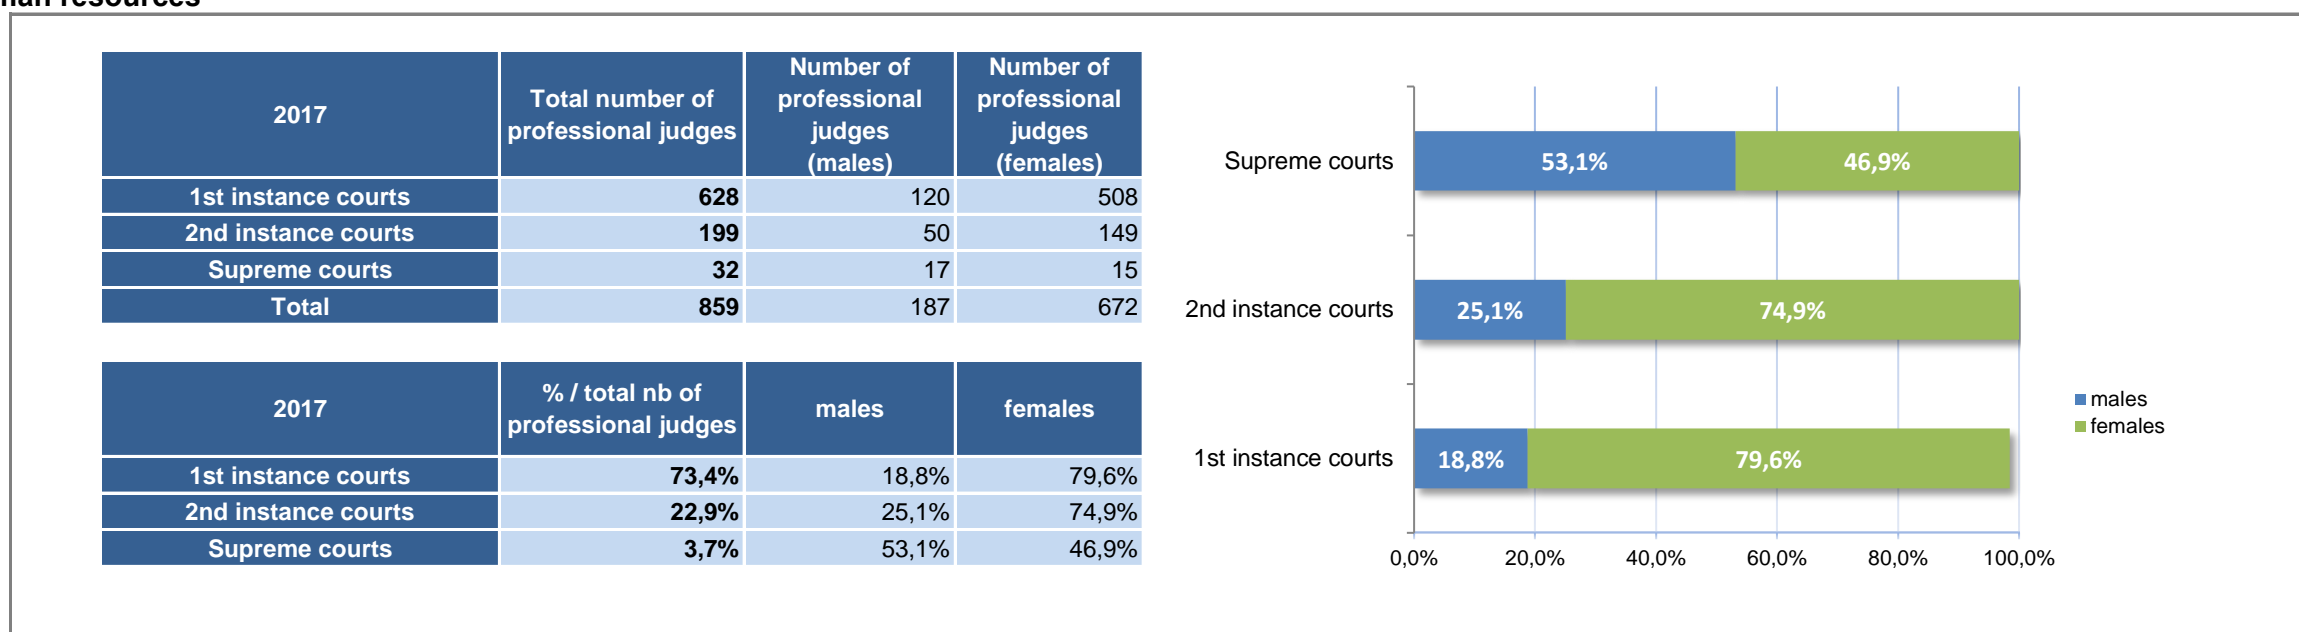 man resources
2017
Total number of
professional judges
Number of
professional
judges
(males)
Number of
professional
judges
(females)
1st instance courts 628 120 508
2nd instance courts 199 50 149
Supreme courts 32 17 15
Total 859 187 672
2017
% / total nb of
professional judges
males
females
1st instance courts 73,4% 18,8% 79,6%
2nd instance courts 22,9% 25,1% 74,9%
Supreme courts 3,7% 53,1% 46,9%
Supreme courts 53,1% 46,9%
2nd instance courts 25,1% 74,9%
1st instance courts 18,8% 79,6%
0,0% 20,0% 40,0% 60,0% 80,0% 100,0%
males
females